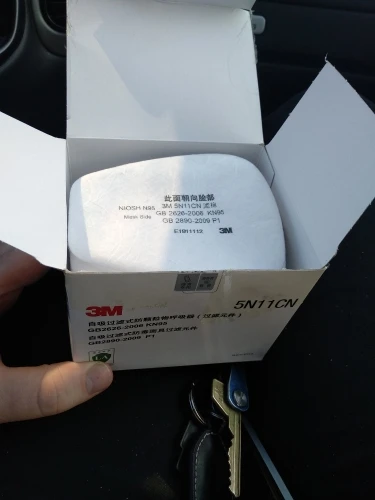 此面朝向脸部
NIOSH N95 3M 5N11CN 滤棉
Mask Side GB 2626-2006 KN95
GB 2890-2009 P1
E1911112 3M
3M 5N11CN
自吸过滤式防颗粒物呼吸器(过滤元件)
GB2626-2006 KN95
自吸过滤式防毒面具过滤元件
GB2890-2009 P1